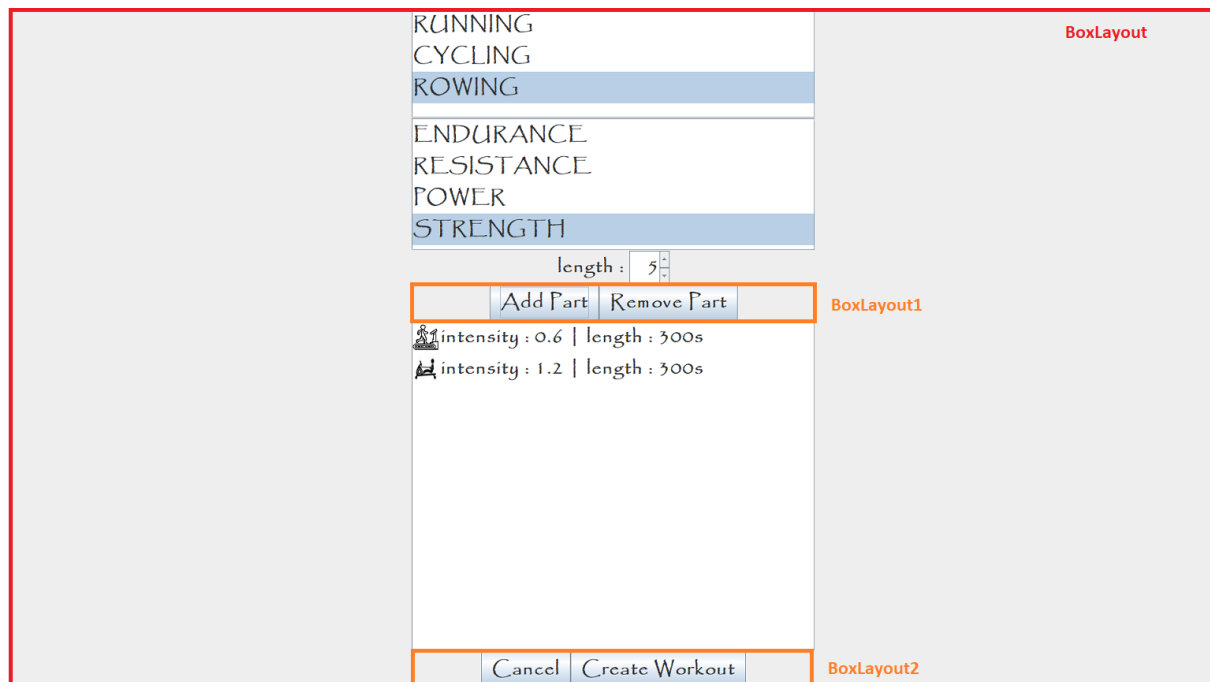 RUNNING
BoxLayout
CYCLING
ROWING
ENDURANCE
RESISTANCE
POWER
STRENGTH
length : 5
Add Part Remove Part
BoxLayout1
intensity : 0.6 | length : 300s
intensity : 1.2 | length : 300s
Cancel Create Workout
BoxLayout2